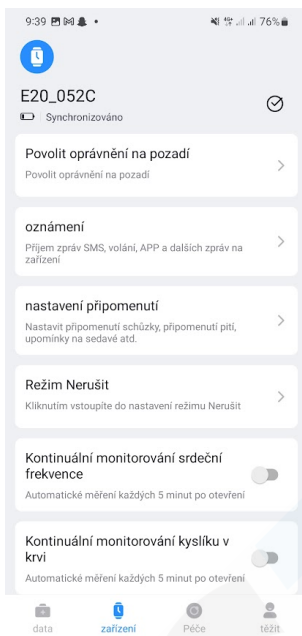 9:39
76%
E20_052C
Synchronizováno
Povolit oprávnění na pozadí
Povolit oprávnění na pozadí
oznámení
Příjem zpráv SMS, volání, APP a dalších zpráv na
zařízení
nastavení připomenutí
Nastavit připomenutí schůzky, připomenutí pití,
upomínky na sedavé atd.
Režim Nerušit
Kliknutím vstoupíte do nastavení režimu Nerušit
Kontinuální monitorování srdeční
frekvence
Automatické měření každých 5 minut po otevření
Kontinuální monitorování kyslíku v
krvi
Automatické měření každých 5 minut po otevření
data
zařízení
Péče
těžit